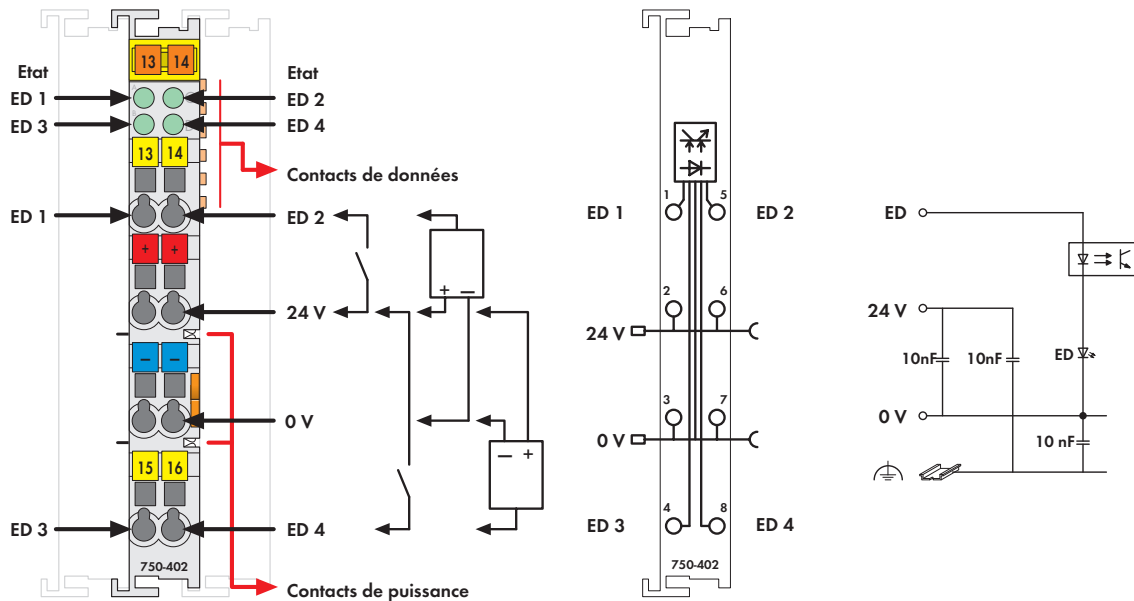 13 14
Etat
Etat
ED 1
ED 2
ED 3
ED 4
13 14
Contacts de données
ED 1
ED 2
+ +
+ −
24 V
− −
0 V
− +
15 16
ED 3
ED 4
750-402
Contacts de puissance
1 5
ED 1
ED 2
2 6
24 V
3 7
0 V
4 8
ED 3
ED 4
750-402
ED
24 V
10nF
10nF
ED
0 V
10 nF